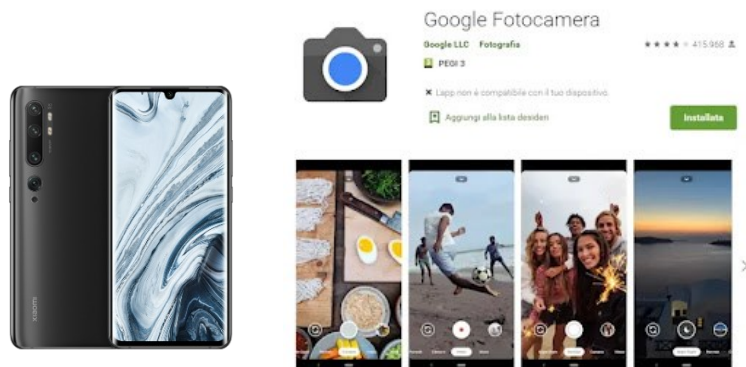 Google Fotocamera
Google LLC Fotografia
415.968
PEGI 3
L'app non è compatibile con il tuo dispositivo.
Aggiungi alla lista desideri
Installata
xiaomi